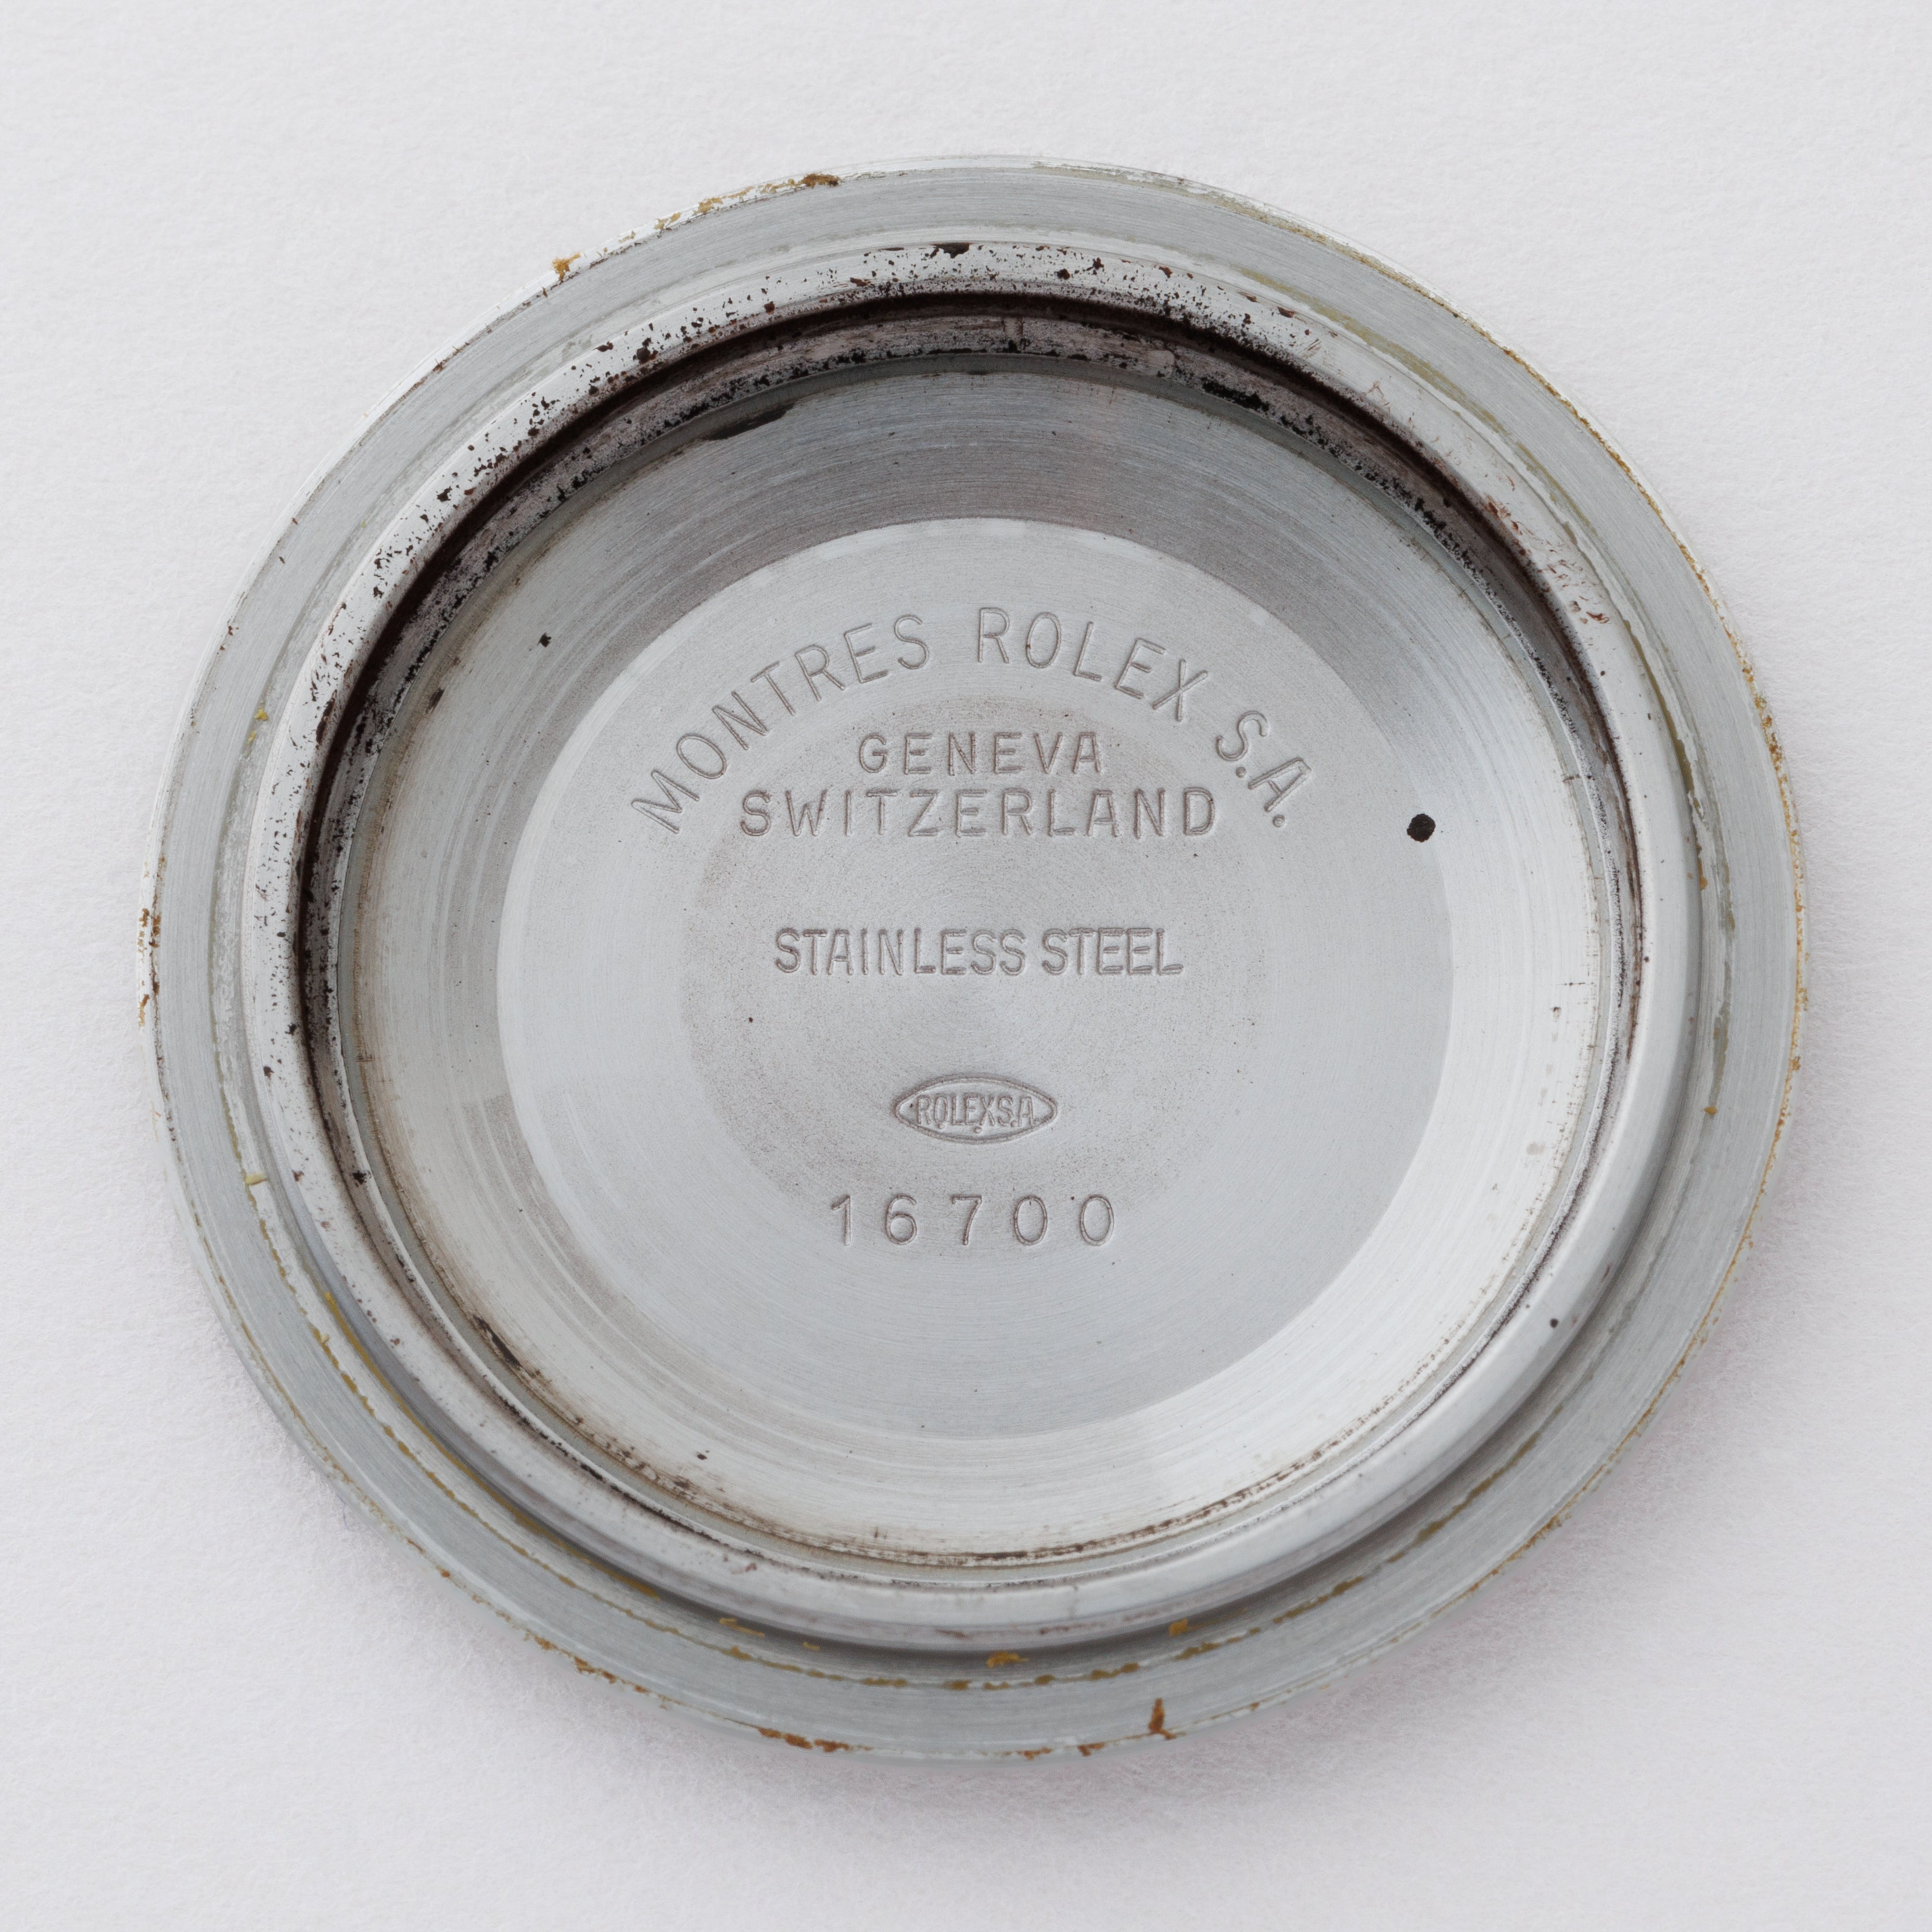 MONTRES ROLEX S.A.
GENEVA
SWITZERLAND
STAINLESS STEEL
ROLEX S.A.
16700